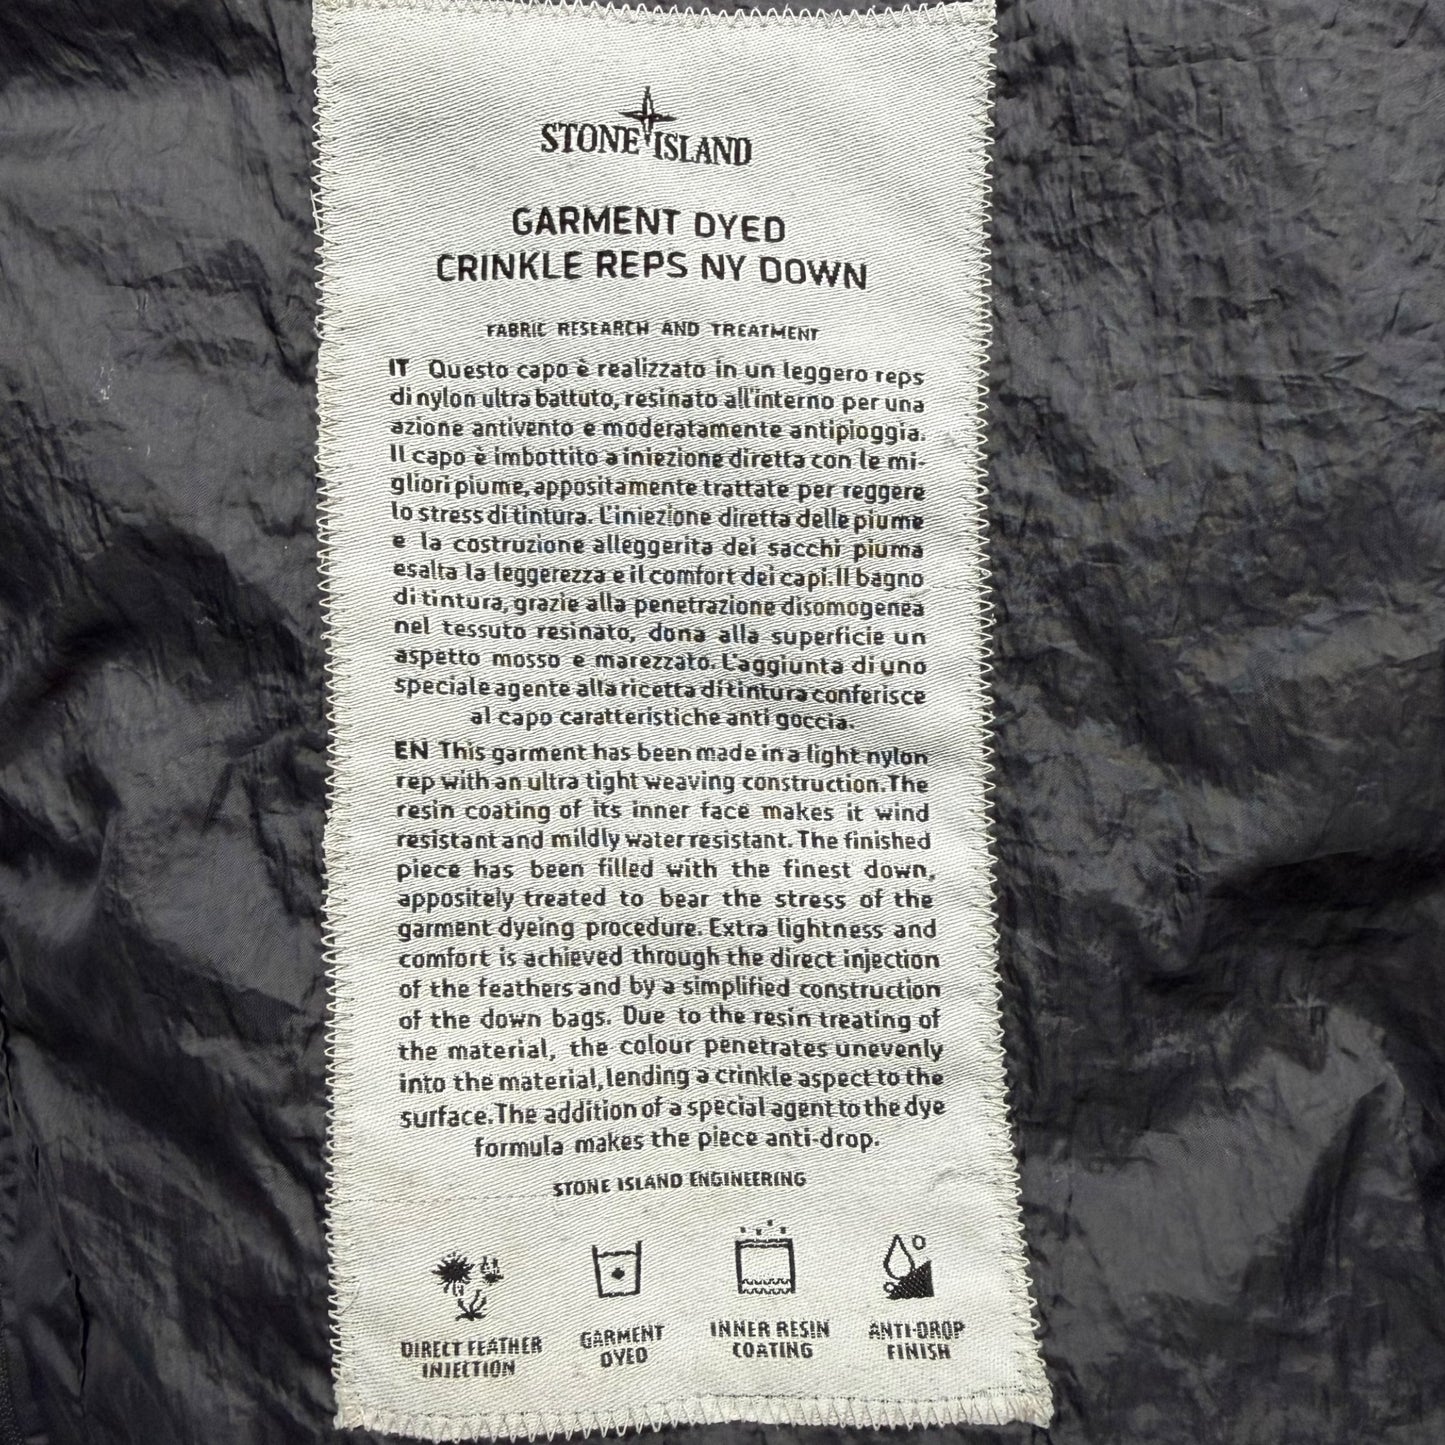 STONE ISLAND
GARMENT DYED
CRINKLE REPS NY DOWN
FABRIC RESEARCH AND TREATMENT
IT Questo capo è realizzato in un leggero reps
di nylon ultra battuto, resinato all'interno per una
azione antivento e moderatamente antipioggia.
Il capo è imbottito a iniezione diretta con le mi-
gliori piume, appositamente trattate per reggere
lo stress di tintura. L'iniezione diretta delle piume
e la costruzione alleggerita dei sacchi piuma
esalta la leggerezza e il comfort dei capi. Il bagno
di tintura, grazie alla penetrazione disomogenea
nel tessuto resinato, dona alla superficie un
aspetto mosso e marezzato. L'aggiunta di uno
speciale agente alla ricetta di tintura conferisce
al capo caratteristiche anti goccia.
EN This garment has been made in a light nylon
rep with an ultra tight weaving construction. The
resin coating of its inner face makes it wind
resistant and mildly water resistant. The finished
piece has been filled with the finest down,
appositely treated to bear the stress of the
garment dyeing procedure. Extra lightness and
comfort is achieved through the direct injection
of the feathers and by a simplified construction
of the down bags. Due to the resin treating of
the material, the colour penetrates unevenly
into the material, lending a crinkle aspect to the
surface. The addition of a special agent to the dye
formula makes the piece anti-drop.
STONE ISLAND ENGINEERING
DIRECT FEATHER
INJECTION
GARMENT
DYED
INNER RESIN
COATING
ANTI-DROP
FINISH